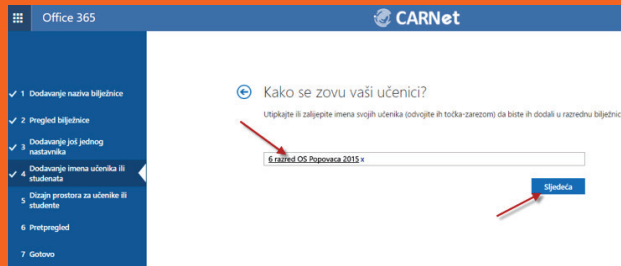 Office 365
CARNet
1 Dodavanje naziva bilježnice
2 Pregled bilježnice
3 Dodavanje još jednog
nastavnika
4 Dodavanje imena učenika ili
studenata
5 Dizajn prostora za učenike ili
studente
6 Pretpregled
7 Gotovo
Kako se zovu vaši učenici?
Utipkajte ili zalijepite imena svojih učenika (odvojite ih točka-zarezom) da biste ih dodali u razrednu bilježnic
6 razred OS Popovaca 2015 x
Sljedeća